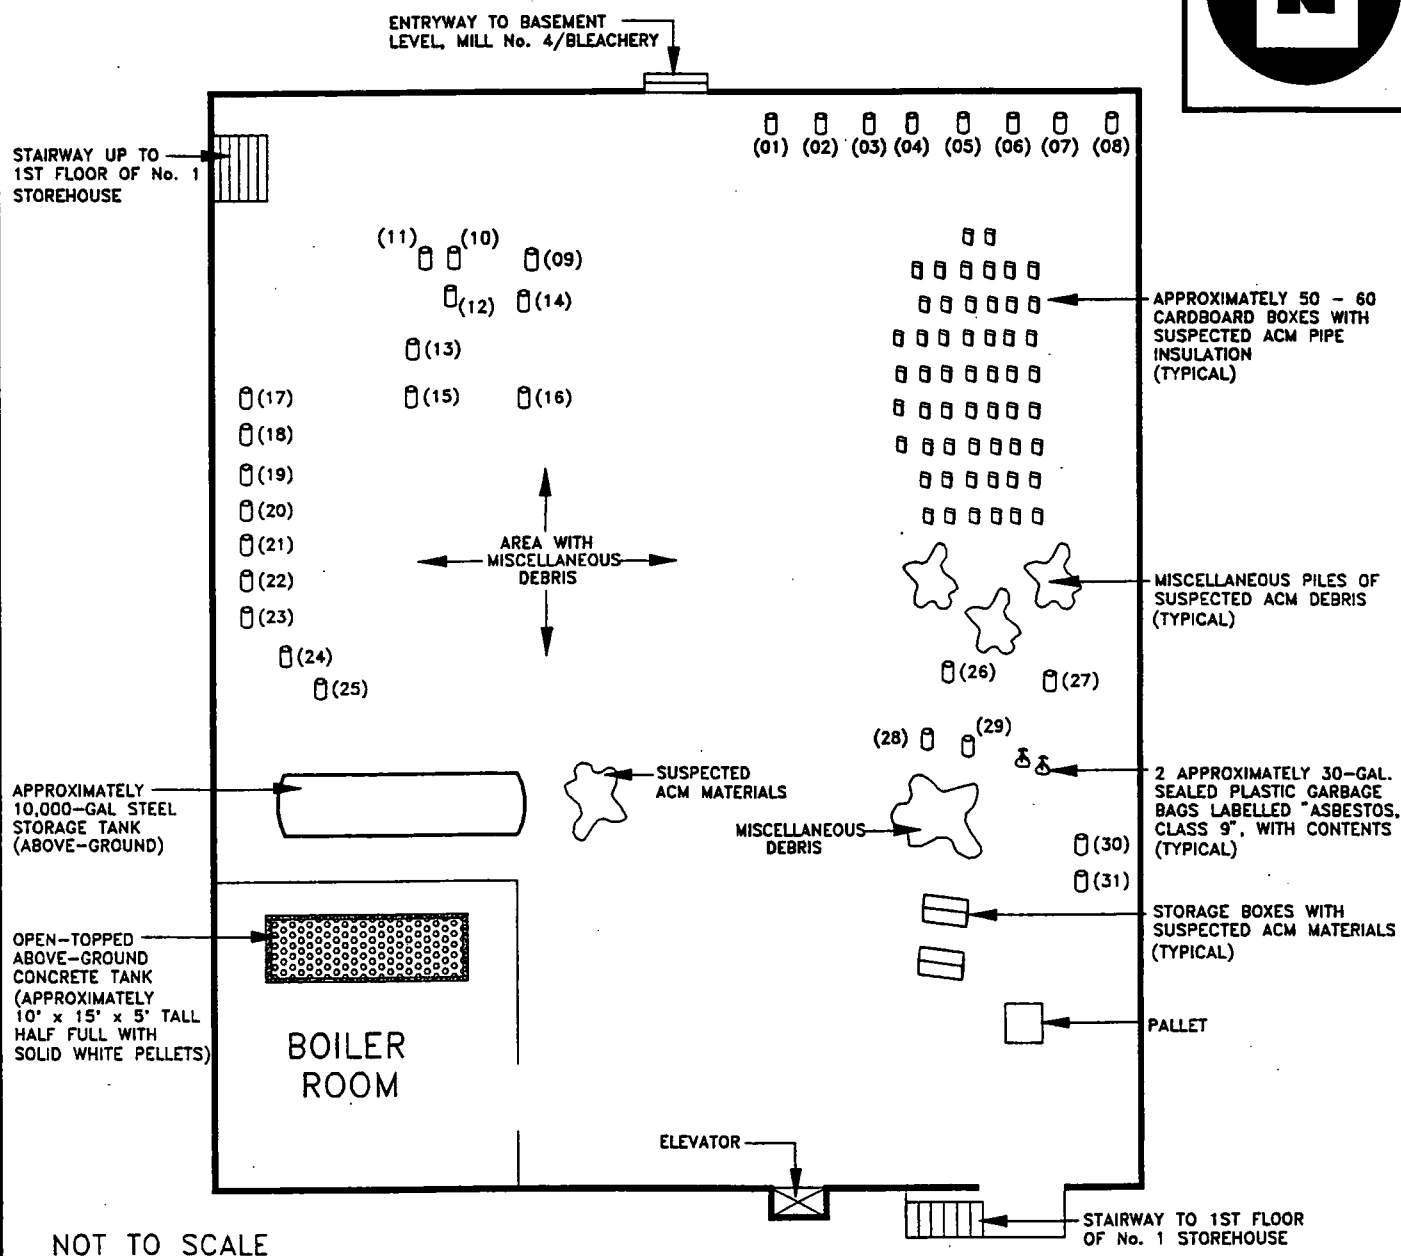 ENTRYWAY TO BASEMENT
LEVEL, MILL No. 4/BLEACHERY
N
STAIRWAY UP TO
1ST FLOOR OF No. 1
STOREHOUSE
(01) (02) (03) (04) (05) (06) (07) (08)
(11) (10) (09)
(12) (14)
(13)
(15) (16)
(17)
(18)
(19)
(20)
(21)
(22)
(23)
(24)
(25)
AREA WITH
MISCELLANEOUS
DEBRIS
APPROXIMATELY 50 - 60
CARDBOARD BOXES WITH
SUSPECTED ACM PIPE
INSULATION
(TYPICAL)
MISCELLANEOUS PILES OF
SUSPECTED ACM DEBRIS
(TYPICAL)
(26) (27)
(28) (29)
2 APPROXIMATELY 30-GAL.
SEALED PLASTIC GARBAGE
BAGS LABELLED "ASBESTOS,
CLASS 9", WITH CONTENTS
(TYPICAL)
APPROXIMATELY
10,000-GAL STEEL
STORAGE TANK
(ABOVE-GROUND)
SUSPECTED
ACM MATERIALS
MISCELLANEOUS
DEBRIS
(30)
(31)
STORAGE BOXES WITH
SUSPECTED ACM MATERIALS
(TYPICAL)
OPEN-TOPPED
ABOVE-GROUND
CONCRETE TANK
(APPROXIMATELY
10' x 15' x 5' TALL
HALF FULL WITH
SOLID WHITE PELLETS)
BOILER
ROOM
PALLET
ELEVATOR
STAIRWAY TO 1ST FLOOR
OF No. 1 STOREHOUSE
NOT TO SCALE